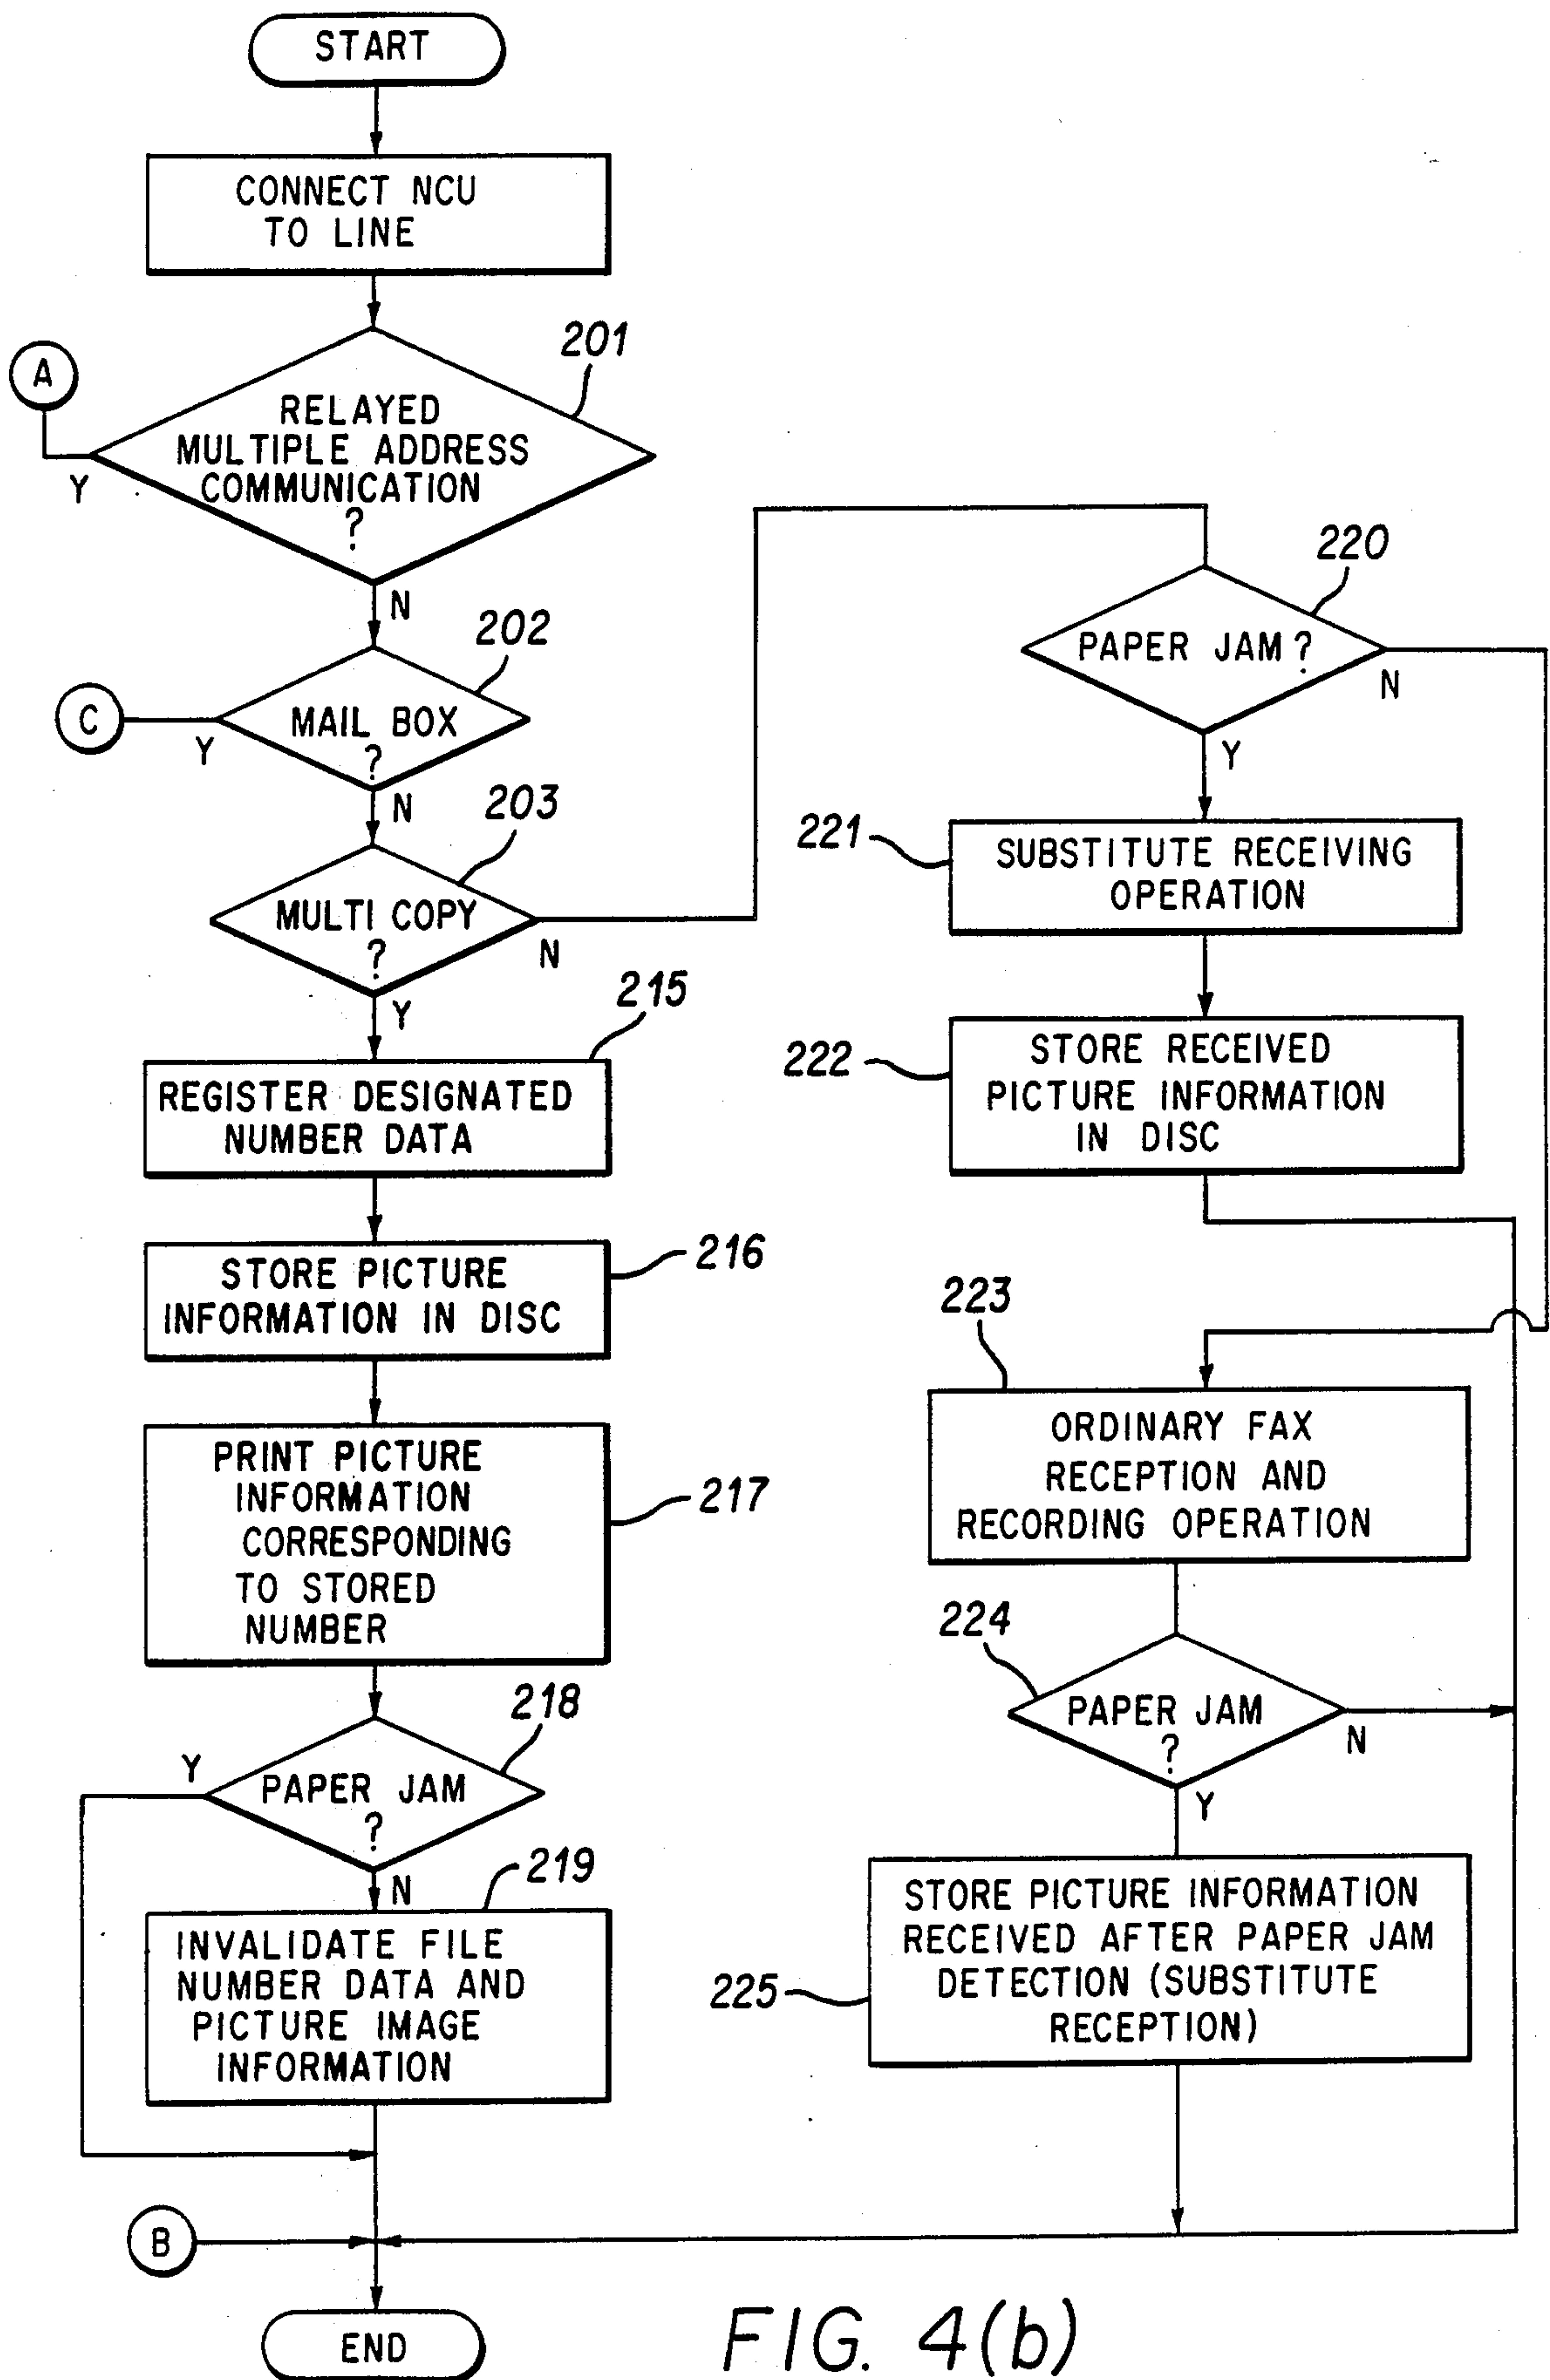 START
CONNECT NCU
TO LINE
A
201
RELAYED
MULTIPLE ADDRESS
COMMUNICATION
?
Y
N
202
C
MAIL BOX
?
Y
N
203
MULTI COPY
?
N
Y
215
REGISTER DESIGNATED
NUMBER DATA
STORE PICTURE
INFORMATION IN DISC
216
PRINT PICTURE
INFORMATION
CORRESPONDING
TO STORED
NUMBER
217
218
Y
PAPER JAM
?
N
219
INVALIDATE FILE
NUMBER DATA AND
PICTURE IMAGE
INFORMATION
B
END
220
PAPER JAM ?
N
Y
221
SUBSTITUTE RECEIVING
OPERATION
222
STORE RECEIVED
PICTURE INFORMATION
IN DISC
223
ORDINARY FAX
RECEPTION AND
RECORDING OPERATION
224
PAPER JAM
?
N
Y
225
STORE PICTURE INFORMATION
RECEIVED AFTER PAPER JAM
DETECTION (SUBSTITUTE
RECEPTION)
FIG. 4(b)